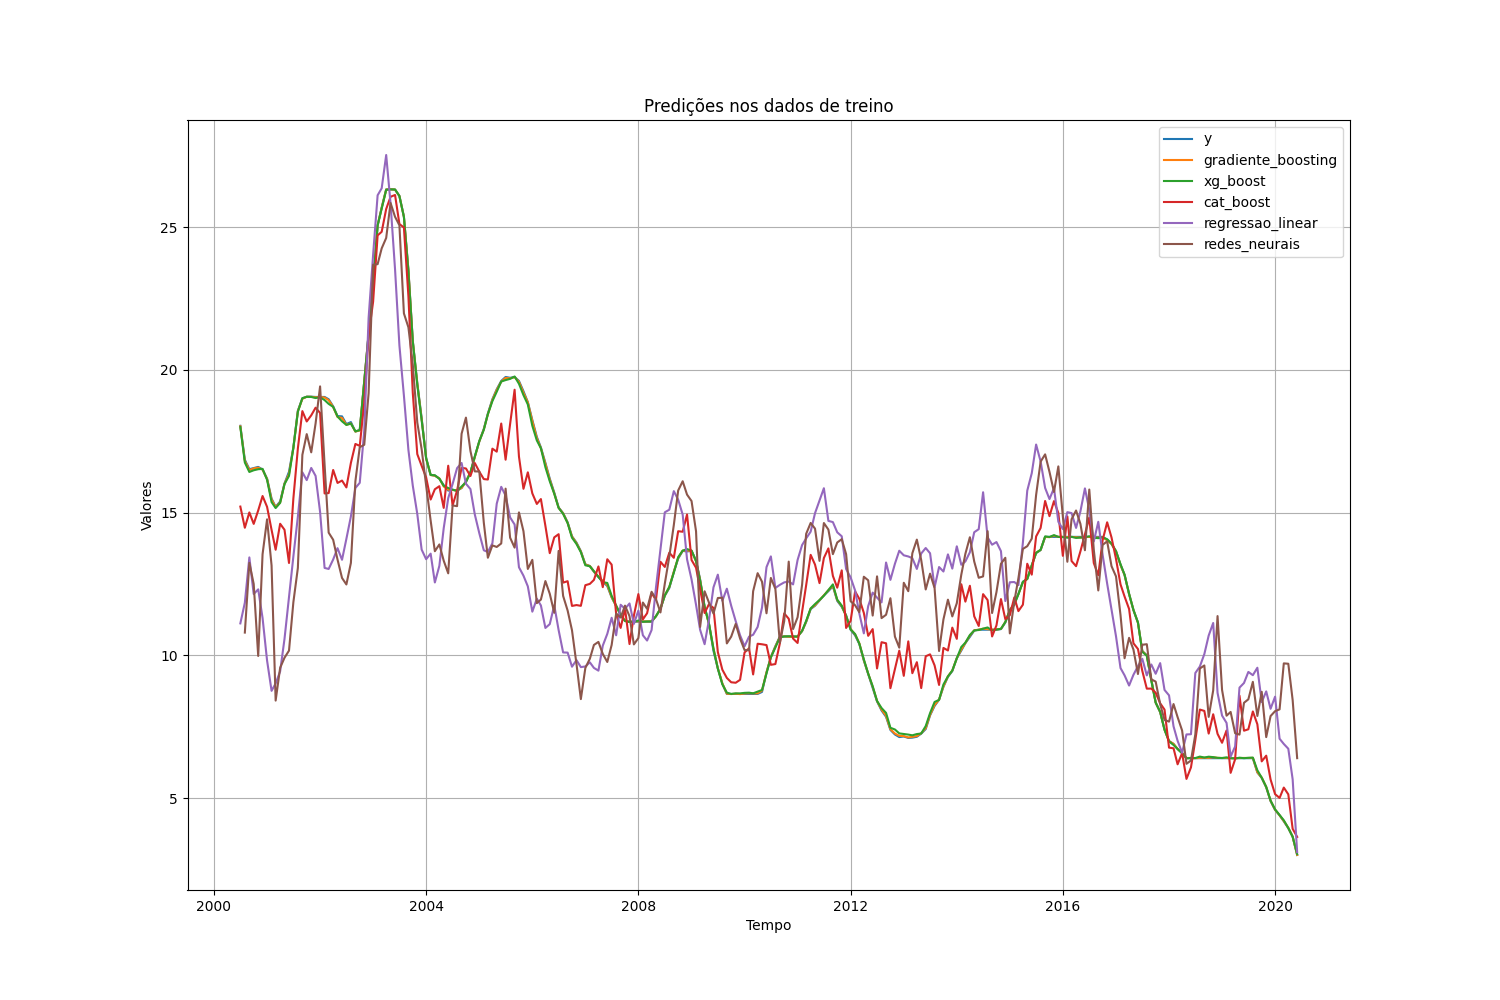 Predições nos dados de treino
y
gradiente_boosting
xg_boost
cat_boost
regressao_linear
redes_neurais
Valores
25
20
15
10
5
2000 2004 2008 2012 2016 2020
Tempo